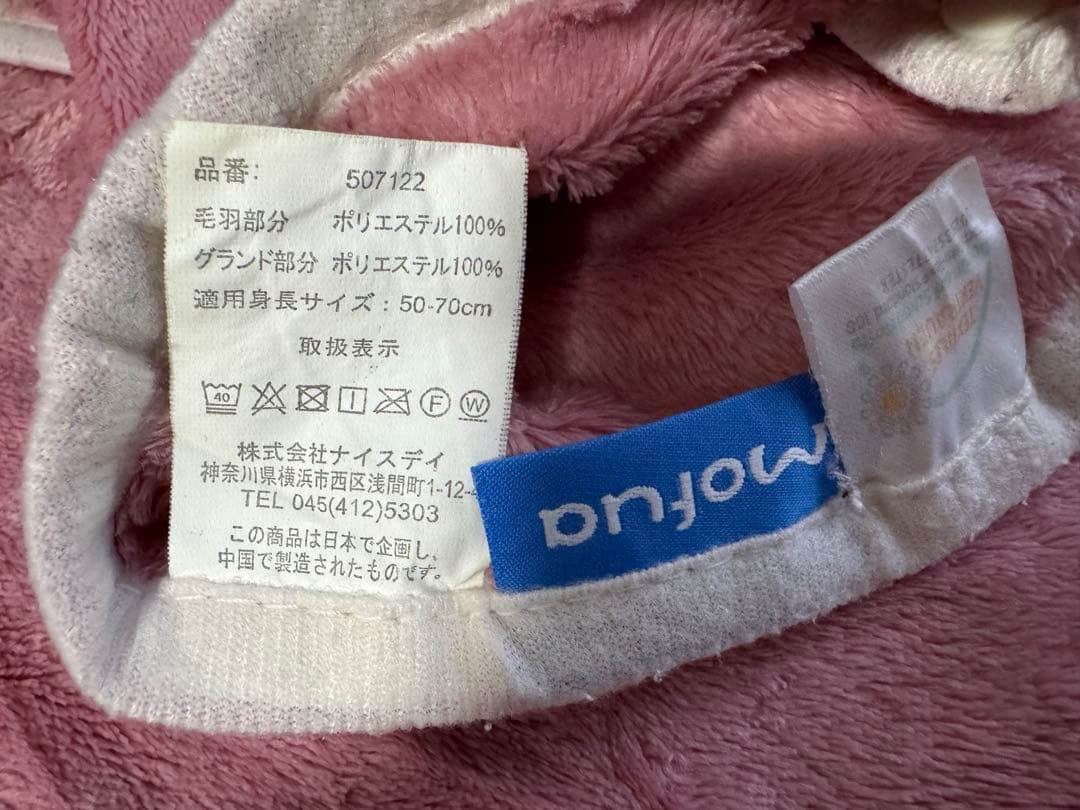 品番: 507122
毛羽部分 ポリエステル100%
グランド部分 ポリエステル100%
適用身長サイズ: 50-70cm
取扱表示
40 F W
株式会社ナイスデイ
神奈川県横浜市西区浅間町1-12-
TEL 045(412)5303
この商品は日本で企画し、
中国で製造されたものです。
mofua